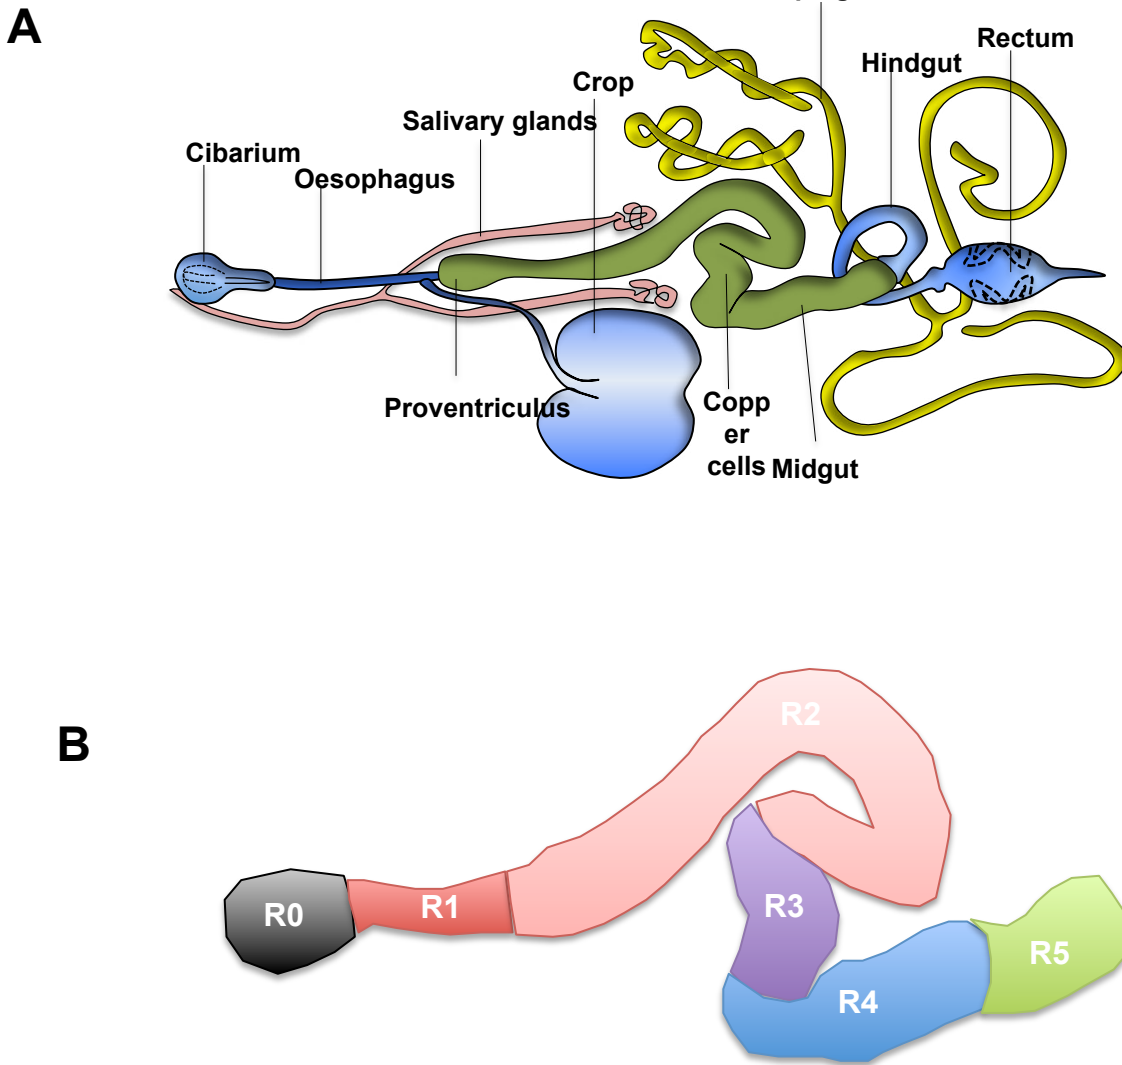 A
Rectum
Hindgut
Crop
Salivary glands
Cibarium
Oesophagus
Proventriculus
Copp
er
cells
Midgut
B
R2
R0
R1
R3
R5
R4